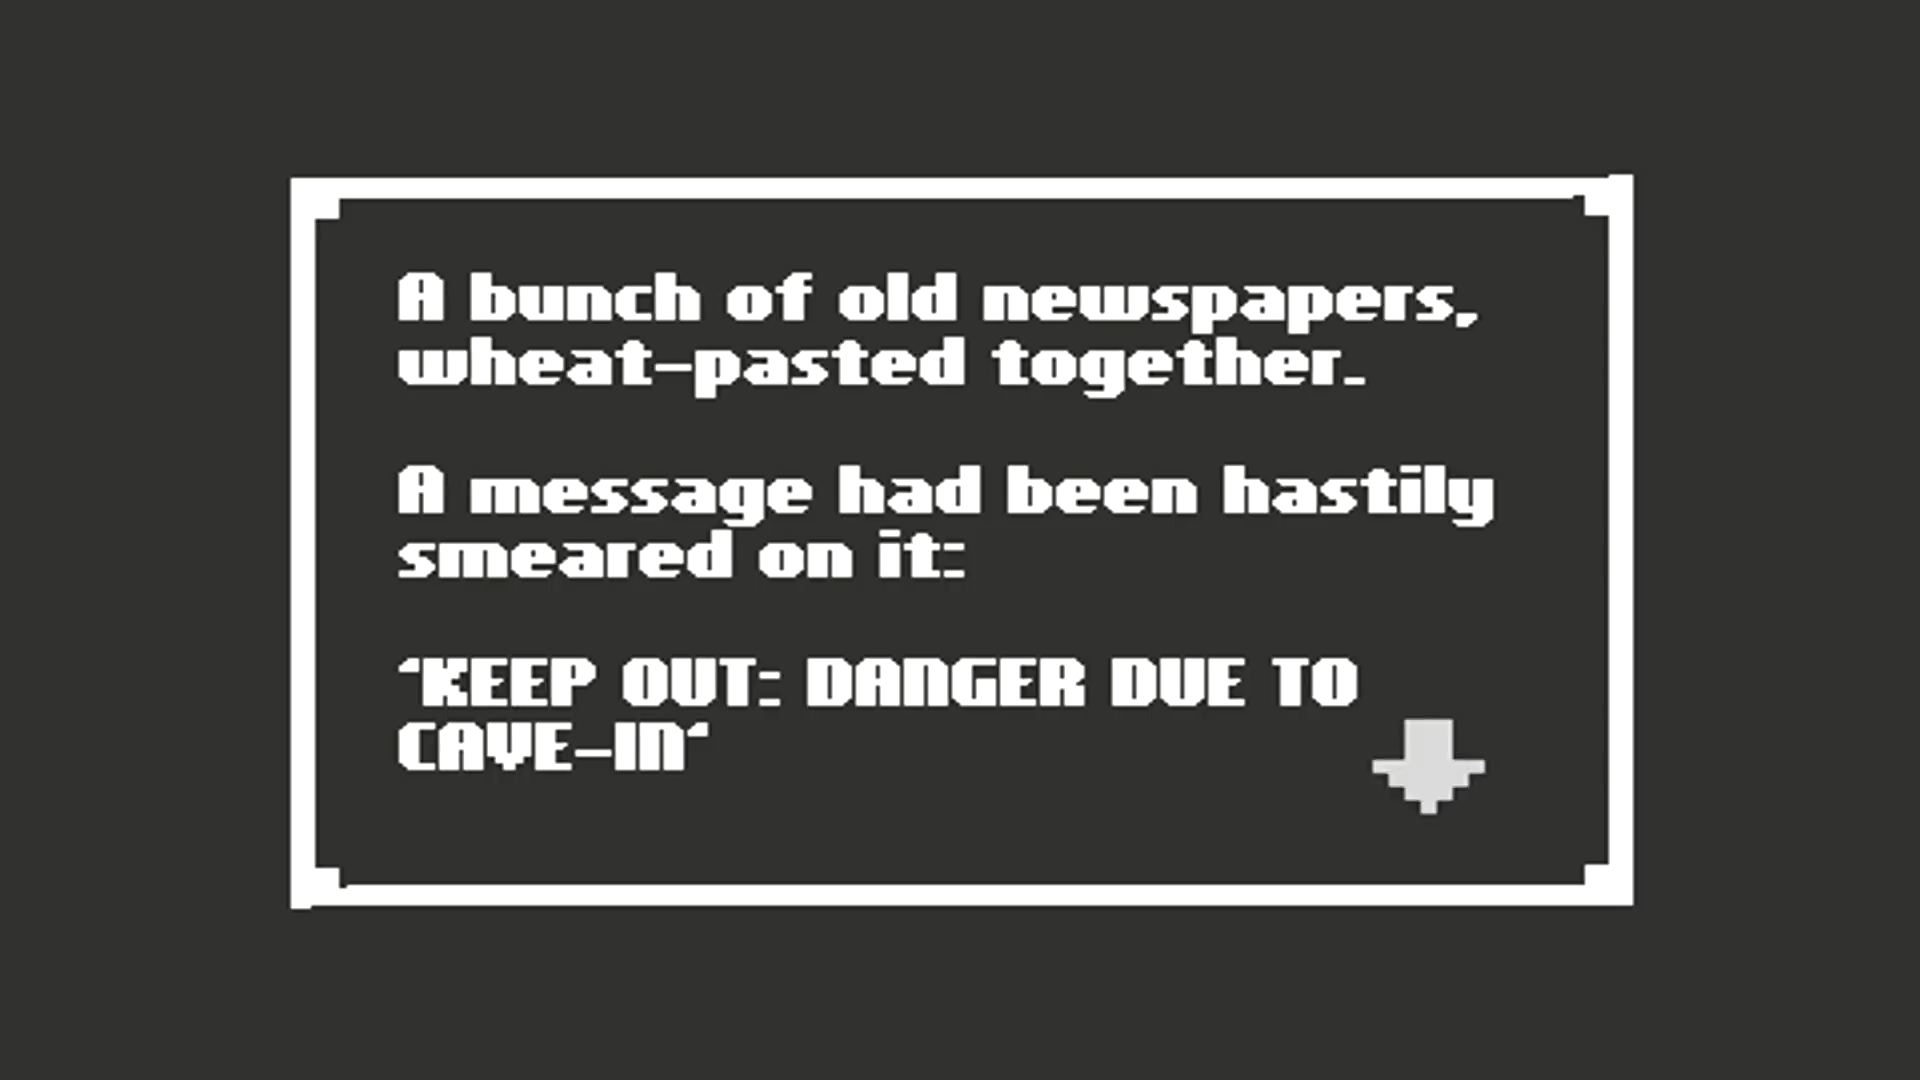 A bunch of old newspapers,
wheat-pasted together.
A message had been hastily
smeared on it:
'KEEP OUT: DANGER DUE TO
CAVE-IN'